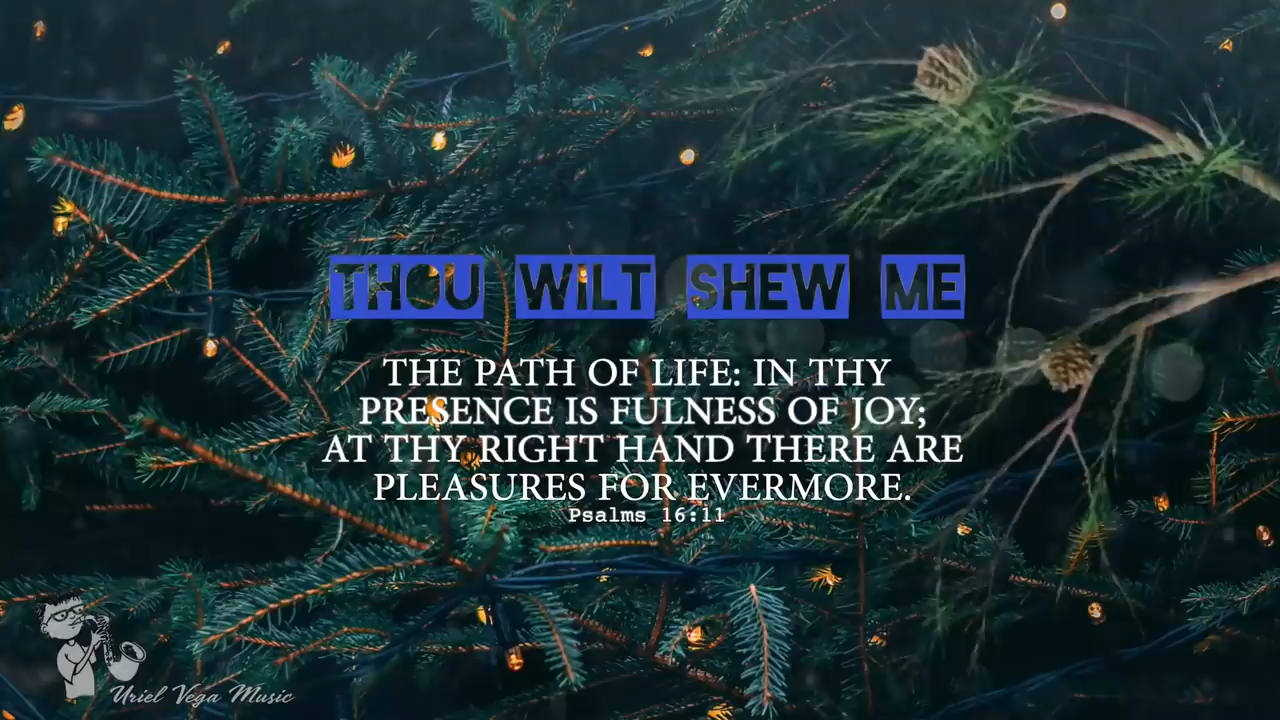 THOU WILT SHEW ME
THE PATH OF LIFE: IN THY
PRESENCE IS FULNESS OF JOY;
AT THY RIGHT HAND THERE ARE
PLEASURES FOR EVERMORE.
Psalms 16:11
Uriel Vega Music